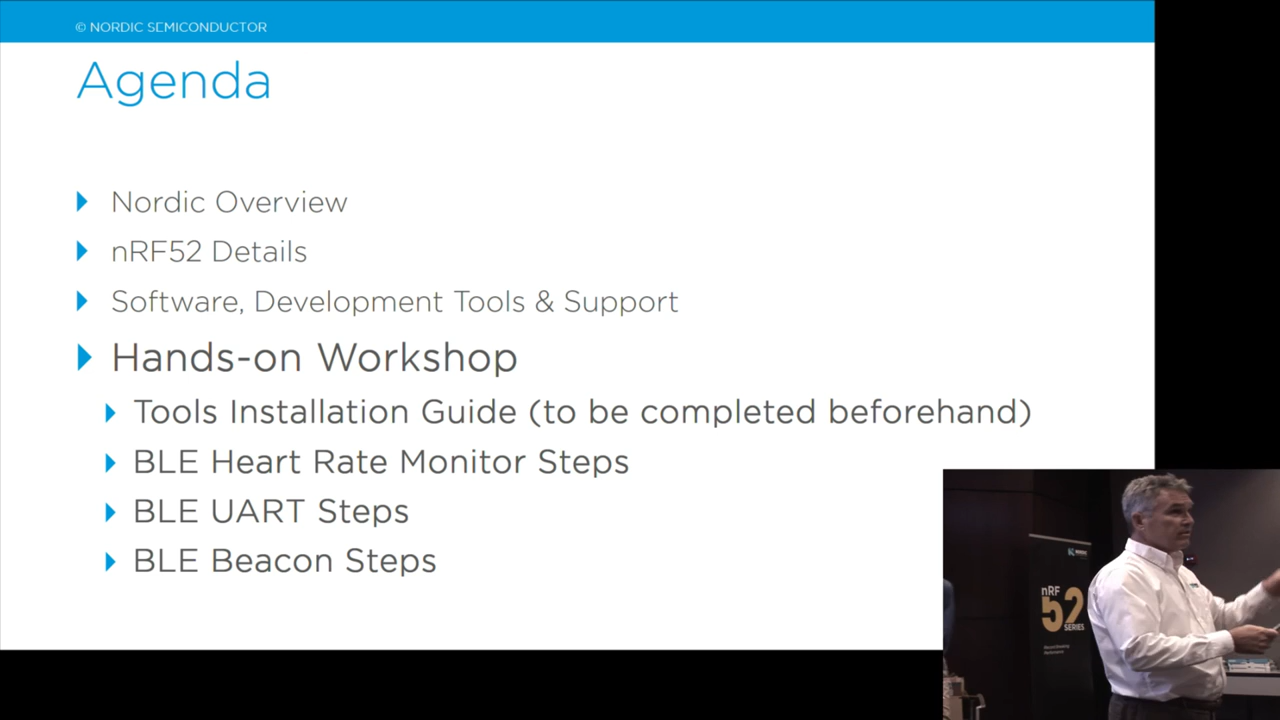 © NORDIC SEMICONDUCTOR
Agenda
Nordic Overview
nRF52 Details
Software, Development Tools & Support
Hands-on Workshop
Tools Installation Guide (to be completed beforehand)
BLE Heart Rate Monitor Steps
BLE UART Steps
BLE Beacon Steps
NORDIC
nRF
52
SERIES